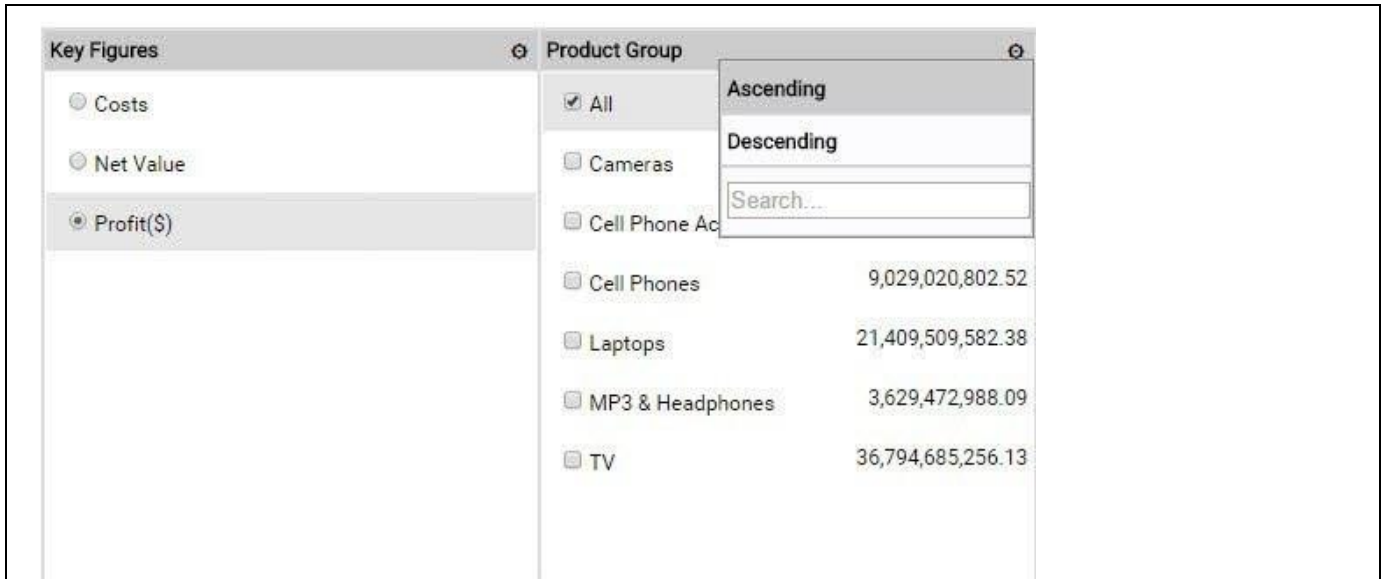 Key Figures
Product Group
Costs
All
Ascending
Net Value
Cameras
Descending
Search...
Profit($)
Cell Phone Ac
Cell Phones 9,029,020,802.52
Laptops 21,409,509,582.38
MP3 & Headphones 3,629,472,988.09
TV 36,794,685,256.13